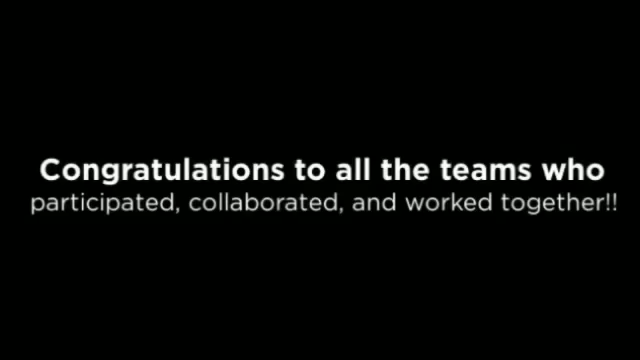 Congratulations to all the teams who
participated, collaborated, and worked together!!